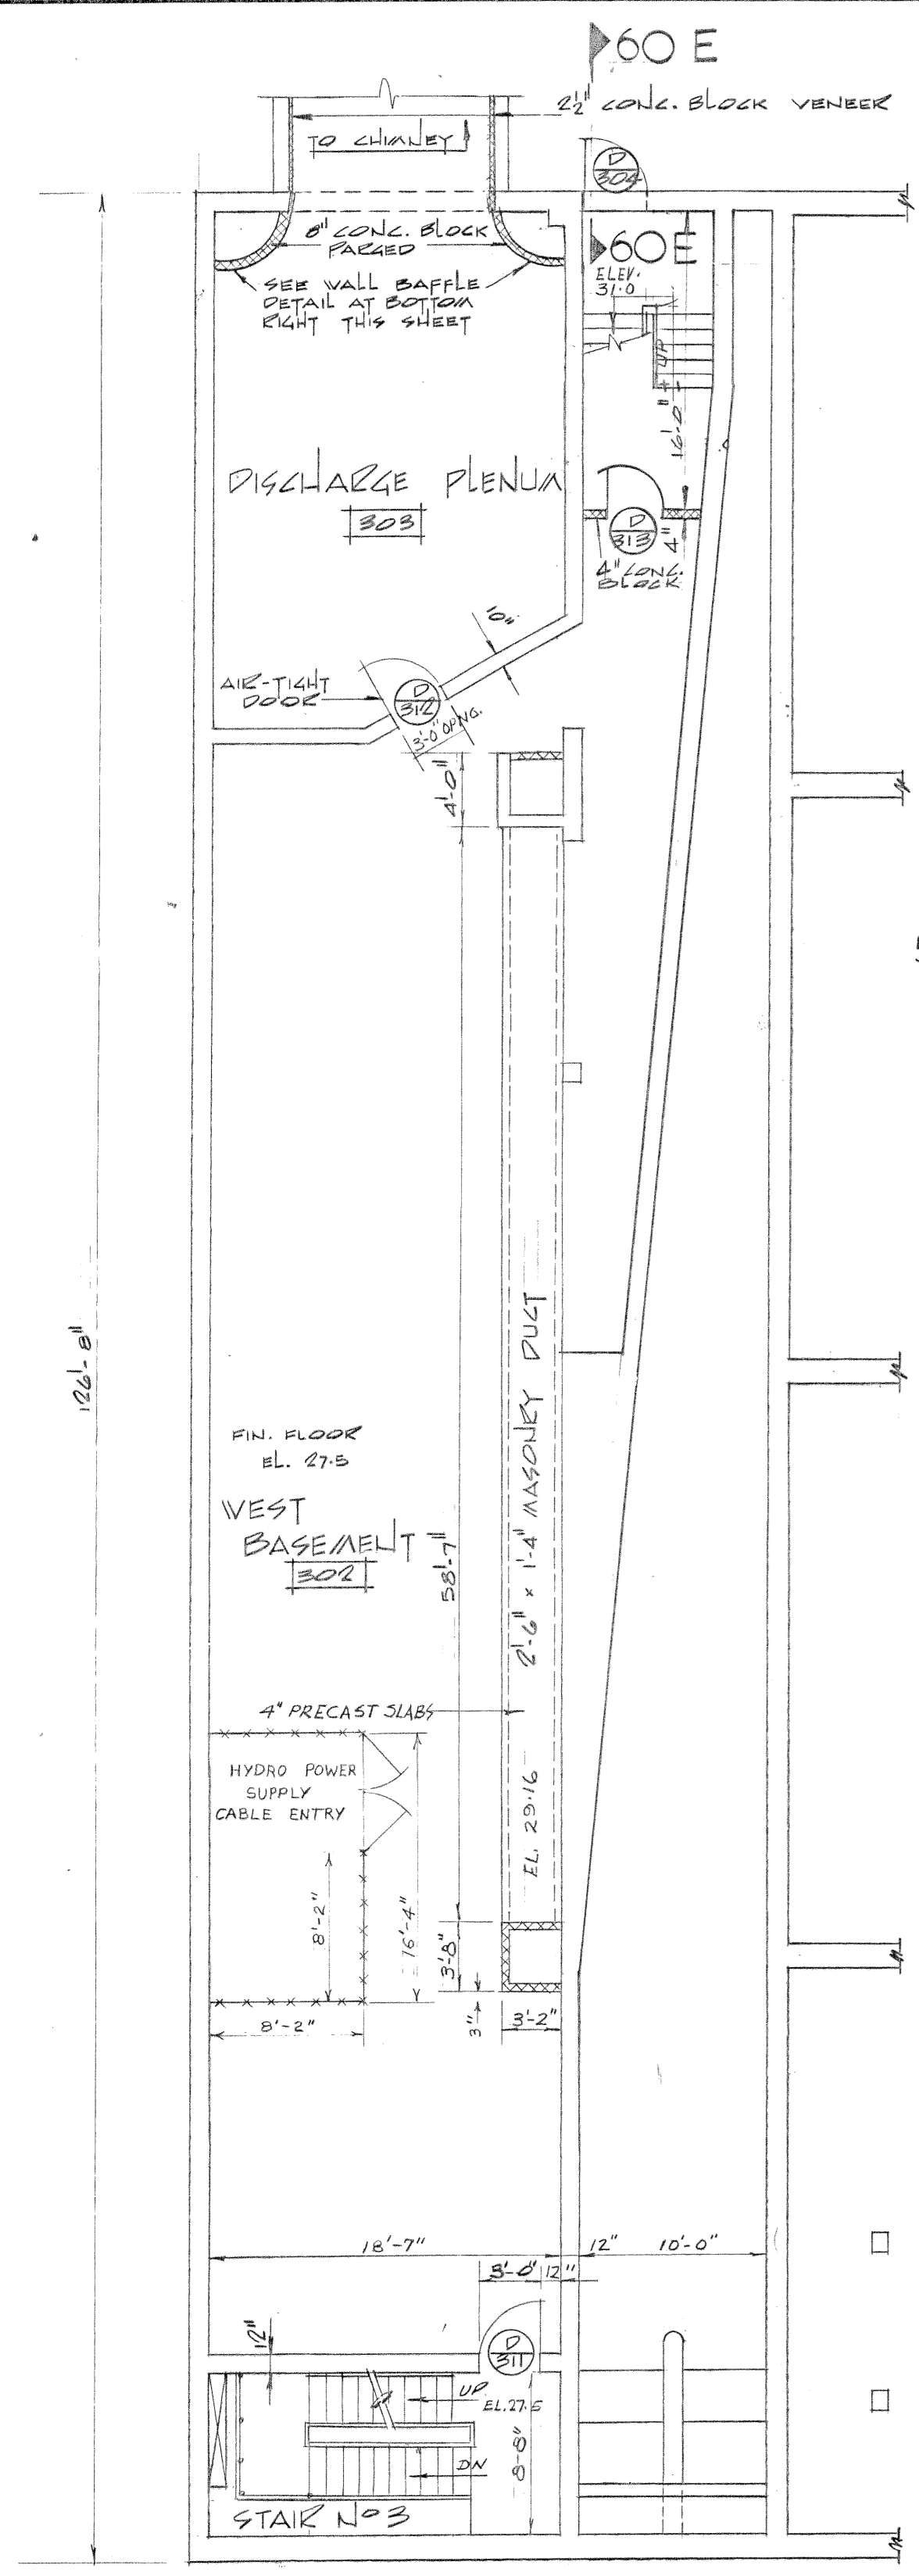 60 E
2½" CONC. BLOCK VENEER
TO CHIMNEY
D
304
8" CONC. BLOCK
PARGED
60 E
ELEV.
31.0
SEE WALL BAFFLE
DETAIL AT BOTTOM
RIGHT THIS SHEET
UP
16'-0"
DISCHARGE PLENUM
303
D
313
4"
4" CONC.
BLOCK
10"
AIR-TIGHT
DOOR
D
312
3'-0" OPNG.
4'-0"
126'-8"
2'-6" x 1'-4" MASONRY DUCT
FIN. FLOOR
EL. 27.5
WEST
BASEMENT
302
58'-7"
4" PRECAST SLABS
HYDRO POWER
SUPPLY
CABLE ENTRY
EL. 29.16
8'-2"
16'-4"
3'-8"
8'-2"
3"
3'-2"
18'-7"
12"
10'-0"
3'-0"
12"
12"
D
311
UP
EL. 27.5
8'-8"
DN
STAIR Nº 3